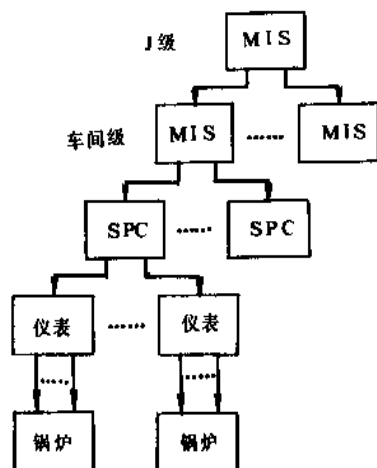 J级 MIS
车间级 MIS ...... MIS
SPC ...... SPC
仪表 ...... 仪表
...... ......
锅炉 锅炉